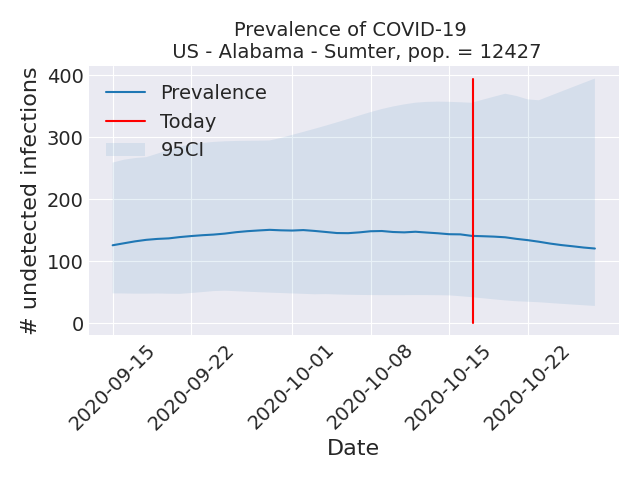 Prevalence of COVID-19
US - Alabama - Sumter, pop. = 12427
# undetected infections
400
300
200
100
0
Prevalence
Today
95CI
2020-09-15
2020-09-22
2020-10-01
2020-10-08
2020-10-15
2020-10-22
Date